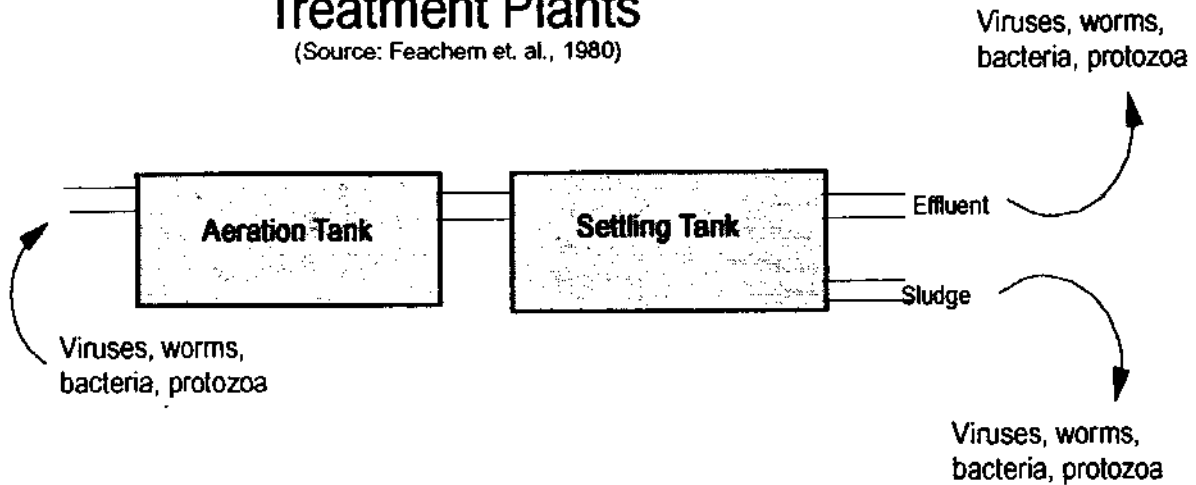 Treatment Plants
(Source: Feachem et. al., 1980)
Viruses, worms,
bacteria, protozoa
Aeration Tank
Settling Tank
Effluent
Sludge
Viruses, worms,
bacteria, protozoa
Viruses, worms,
bacteria, protozoa